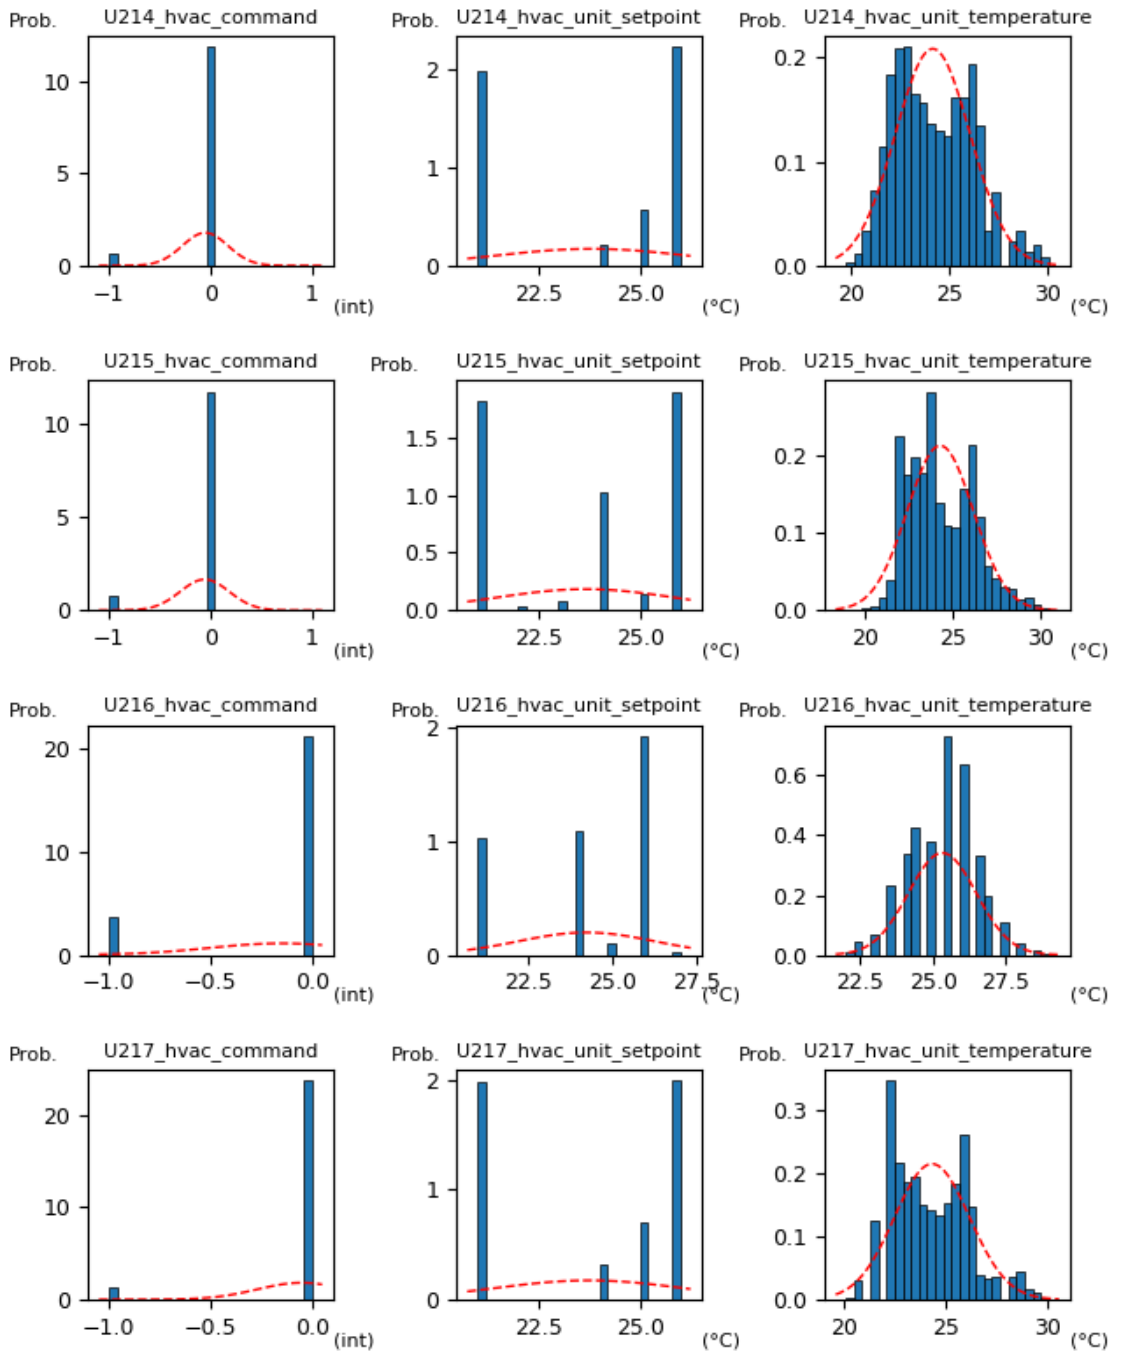 Prob. U214_hvac_command
10
5
0
−1 0 1 (int)
Prob. U214_hvac_unit_setpoint
2
1
0
22.5 25.0 (°C)
Prob. U214_hvac_unit_temperature
0.2
0.1
0.0
20 25 30 (°C)
Prob. U215_hvac_command
10
5
0
−1 0 1 (int)
Prob. U215_hvac_unit_setpoint
1.5
1.0
0.5
0.0
22.5 25.0 (°C)
Prob. U215_hvac_unit_temperature
0.2
0.1
0.0
20 25 30 (°C)
Prob. U216_hvac_command
20
10
0
−1.0 −0.5 0.0 (int)
Prob. U216_hvac_unit_setpoint
2
1
0
22.5 25.0 27.5 (°C)
Prob. U216_hvac_unit_temperature
0.6
0.4
0.2
0.0
22.5 25.0 27.5 (°C)
Prob. U217_hvac_command
20
10
0
−1.0 −0.5 0.0 (int)
Prob. U217_hvac_unit_setpoint
2
1
0
22.5 25.0 (°C)
Prob. U217_hvac_unit_temperature
0.3
0.2
0.1
0.0
20 25 30 (°C)